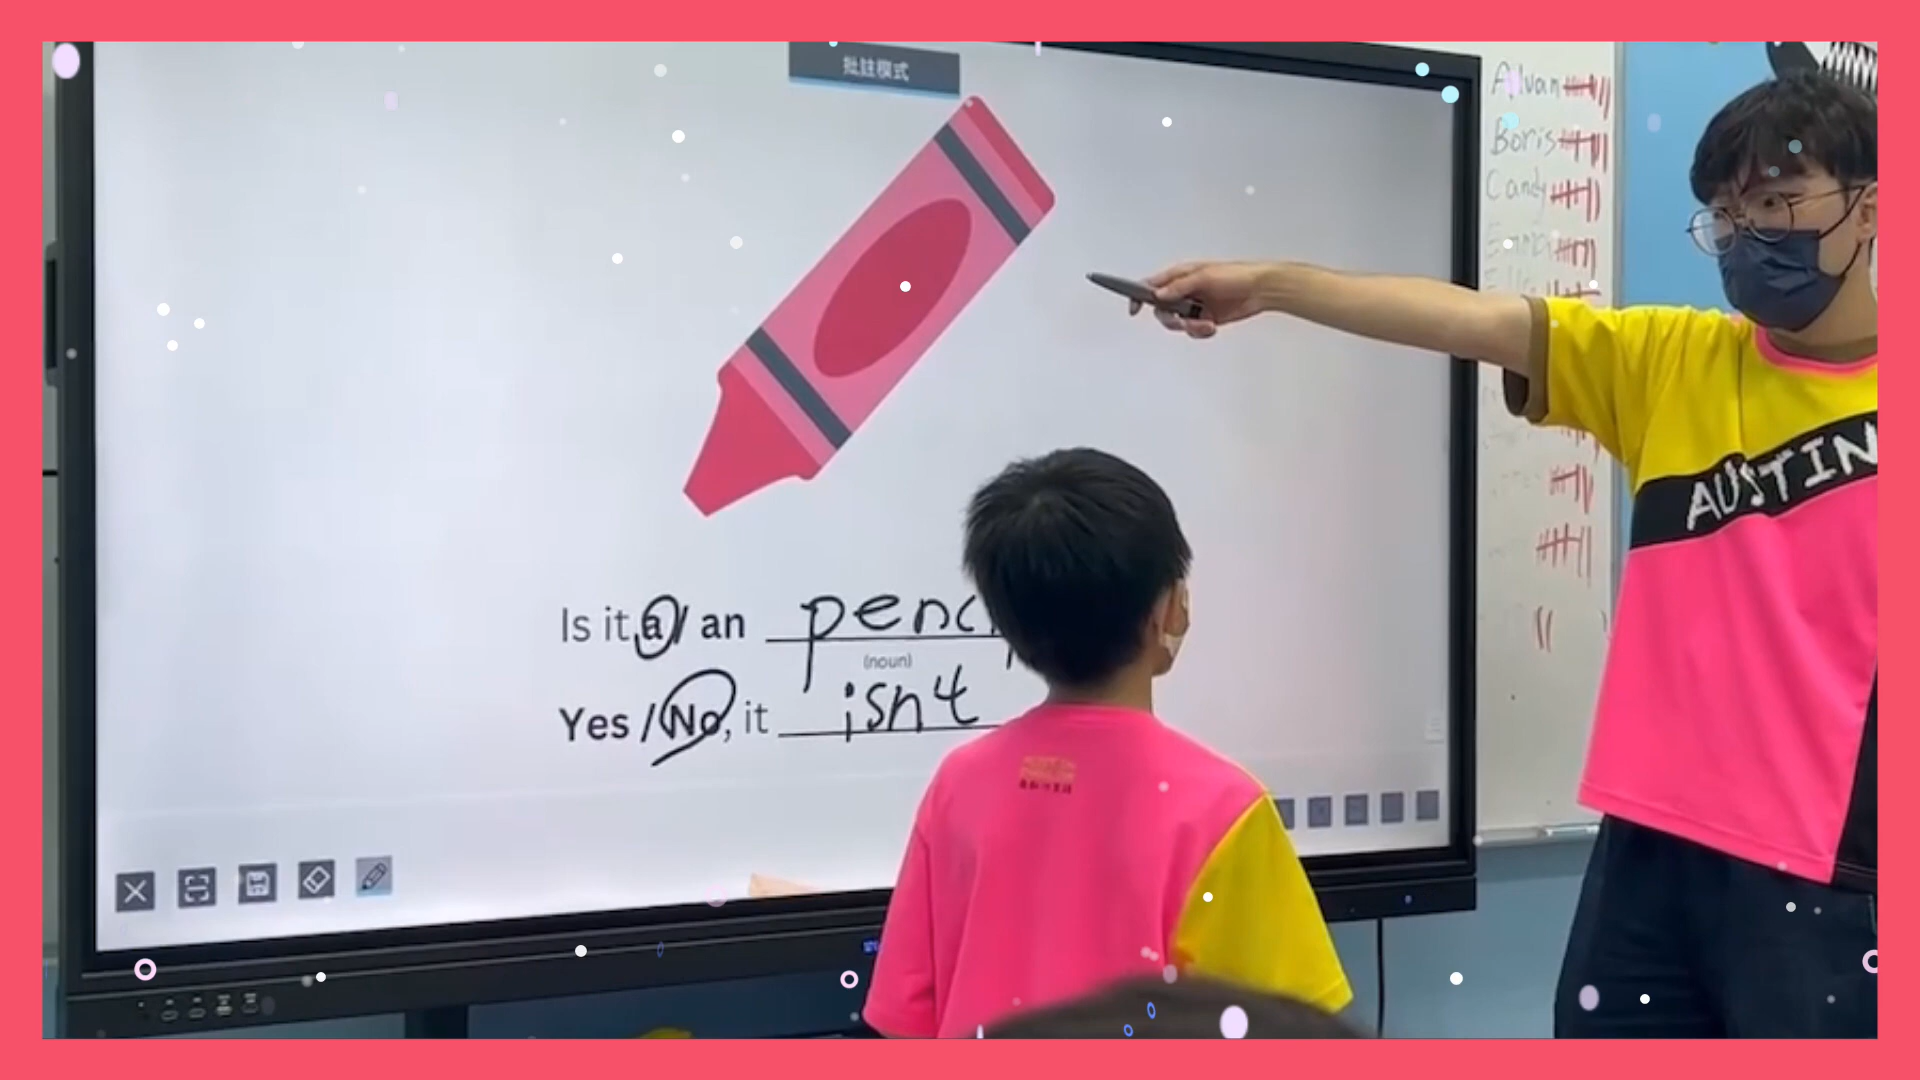 批註模式
Alvan
Boris
Candy
AUSTIN
Is it a / an penc
(noun)
Yes / No, it isn't